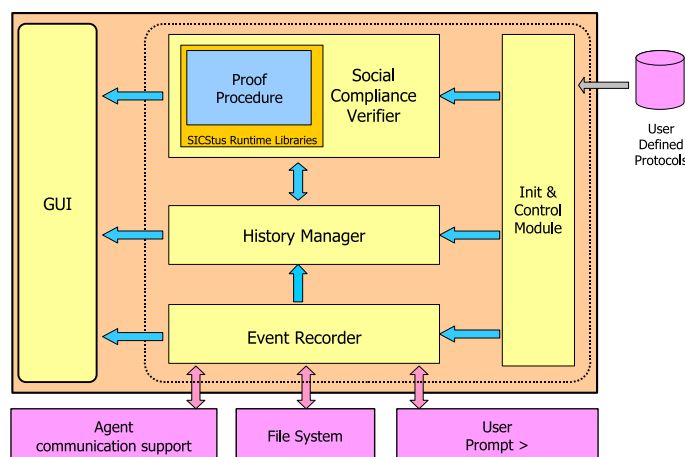 Proof
Procedure
Social
Compliance
Verifier
SICStus Runtime Libraries
User
Defined
Protocols
GUI
Init &
Control
Module
History Manager
Event Recorder
Agent
communication support
File System
User
Prompt >